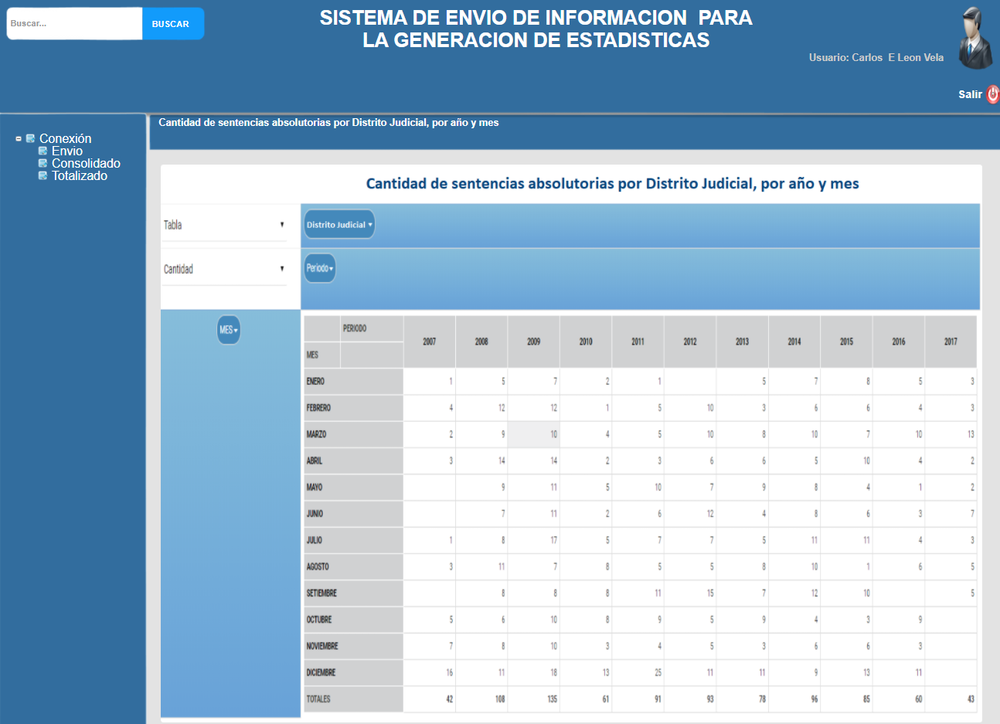 Buscar...
BUSCAR
SISTEMA DE ENVIO DE INFORMACION PARA
LA GENERACION DE ESTADISTICAS
Usuario: Carlos E Leon Vela
Salir
Cantidad de sentencias absolutorias por Distrito Judicial, por año y mes
Conexión
Envio
Consolidado
Totalizado
Cantidad de sentencias absolutorias por Distrito Judicial, por año y mes
Tabla
Distrito Judicial
Cantidad
Periodo
MES
PERIODO
MES
2007 2008 2009 2010 2011 2012 2013 2014 2015 2016 2017
ENERO 1 5 7 2 1 5 7 8 5 3
FEBRERO 4 12 12 1 5 10 3 6 6 4 3
MARZO 2 9 10 4 5 10 8 10 7 10 13
ABRIL 3 14 14 2 3 6 6 5 10 4 2
MAYO 9 11 5 10 7 9 8 4 1 2
JUNIO 7 11 2 6 12 4 8 6 3 7
JULIO 1 8 17 5 7 7 5 11 11 4 3
AGOSTO 3 11 7 8 5 5 8 10 1 6 5
SETIEMBRE 8 8 8 11 15 7 12 10 5
OCTUBRE 5 6 10 8 9 5 9 4 3 9
NOVIEMBRE 7 8 10 3 4 5 3 6 6 3
DICIEMBRE 16 11 18 13 25 11 11 9 13 11
TOTALES 42 108 135 61 91 93 78 96 85 60 43